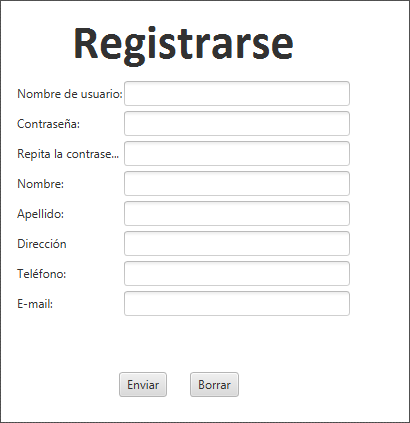 Registrarse
Nombre de usuario:
Contraseña:
Repita la contrase...
Nombre:
Apellido:
Dirección
Teléfono:
E-mail:
Enviar Borrar